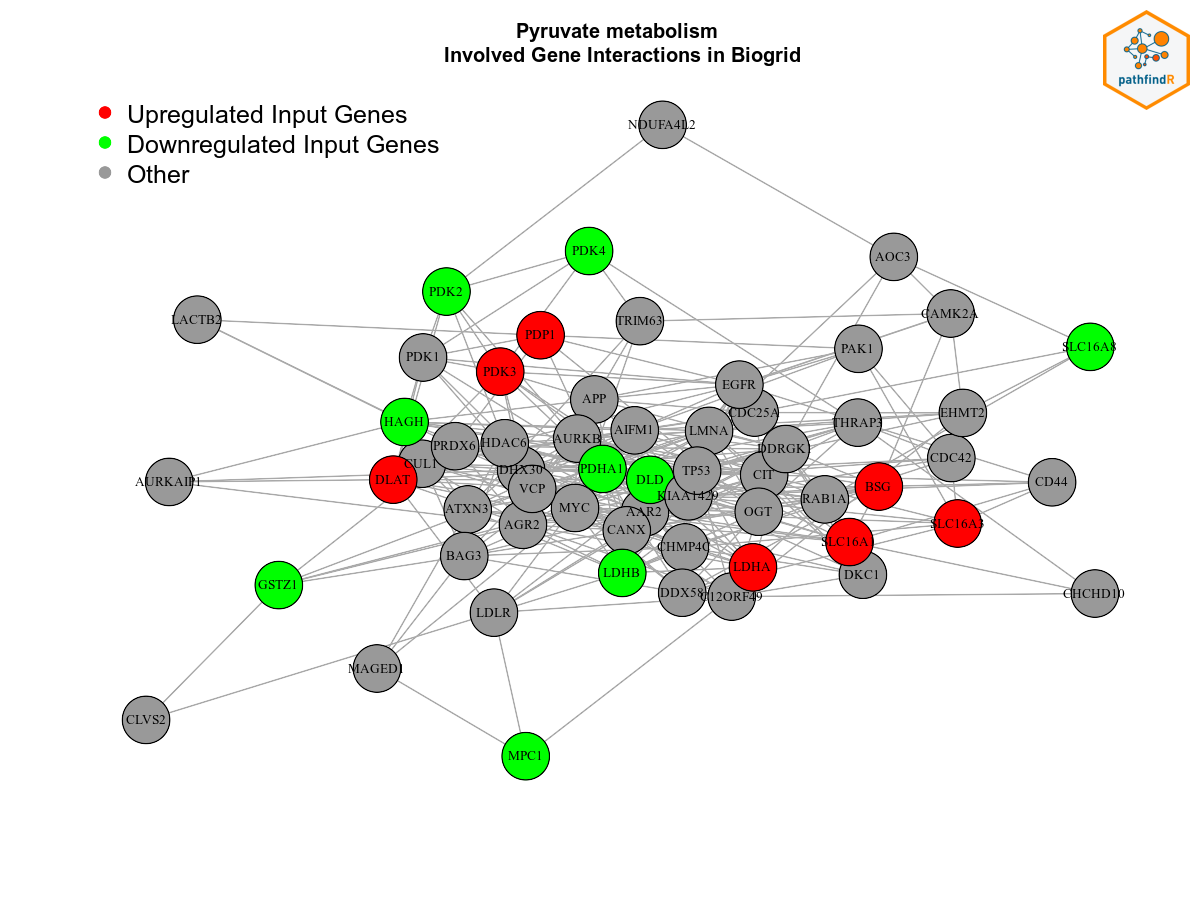 Pyruvate metabolism
Involved Gene Interactions in Biogrid
pathfindR
Upregulated Input Genes
Downregulated Input Genes
Other
NDUFA4L2
PDK4
AOC3
PDK2
LACTB2
TRIM63
CAMK2A
PDP1
SLC16A8
PAK1
PDK1
PDK3
EGFR
APP
CDC25A
EHMT2
HAGH
THRAP3
AIFM1
LMNA
AURKB
HDAC6
PRDX6
DDRGK
CUL1
CDC42
DHX30
PDHA1
TP53
CIT
DLAT
DLD
AURKAIP1
CD44
BSG
VCP
KIAA1429
RAB1A
ATXN3
MYC
AAR2
OGT
AGR2
SLC16A3
CANX
SLC16A1
CHMP4C
BAG3
LDHA
LDHB
DKC1
GSTZ1
DDX58
C12ORF49
CHCHD10
LDLR
MAGED1
CLVS2
MPC1